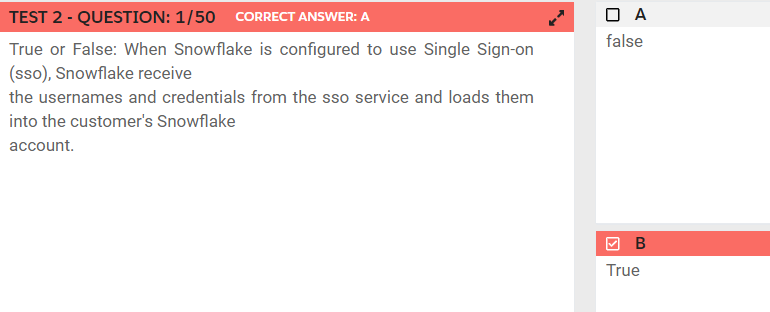 TEST 2 - QUESTION: 1/50 CORRECT ANSWER: A
True or False: When Snowflake is configured to use Single Sign-on
(sso), Snowflake receive
the usernames and credentials from the sso service and loads them
into the customer's Snowflake
account.
A
false
B
True